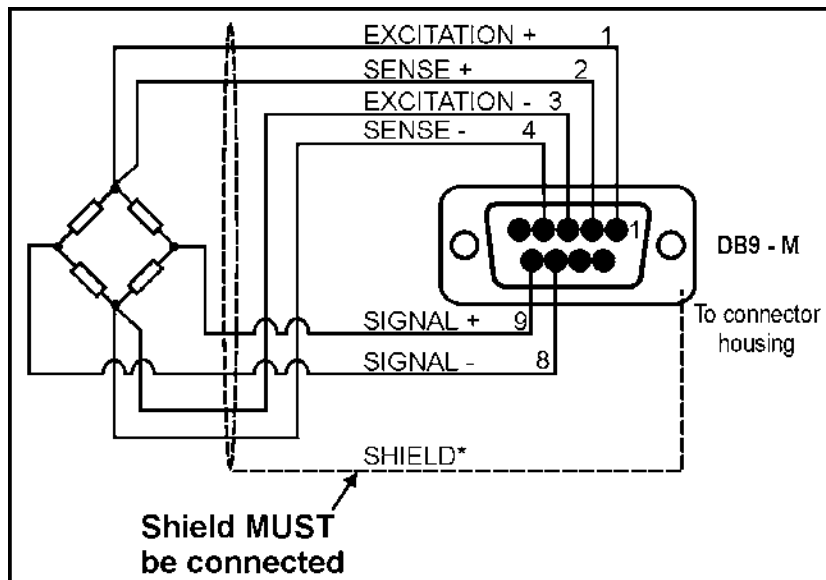 EXCITATION + 1
SENSE + 2
EXCITATION - 3
SENSE - 4
1
DB9 - M
To connector
housing
SIGNAL + 9
SIGNAL - 8
SHIELD*
Shield MUST
be connected